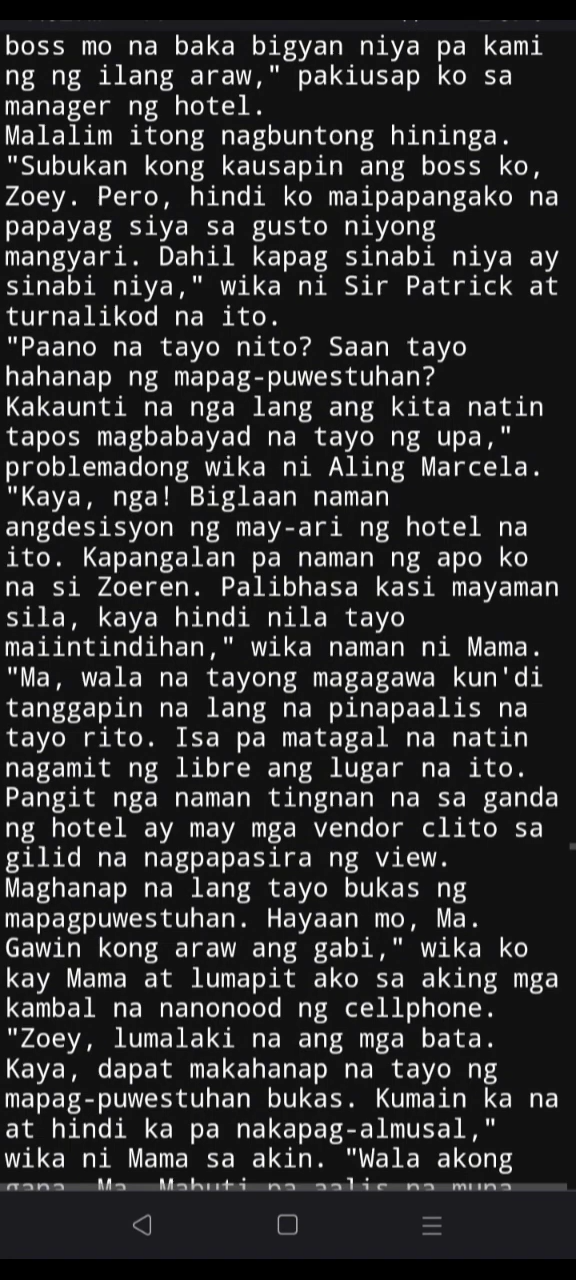 boss mo na baka bigyan niya pa kami
ng ng ilang araw," pakiusap ko sa
manager ng hotel.
Malalim itong nagbuntong hininga.
"Subukan kong kausapin ang boss ko,
Zoey. Pero, hindi ko maipapangako na
papayag siya sa gusto niyong
mangyari. Dahil kapag sinabi niya ay
sinabi niya," wika ni Sir Patrick at
turnalikod na ito.
"Paano na tayo nito? Saan tayo
hahanap ng mapag-puwestuhan?
Kakaunti na nga lang ang kita natin
tapos magbabayad na tayo ng upa,"
problemadong wika ni Aling Marcela.
"Kaya, nga! Biglaan naman
angdesisyon ng may-ari ng hotel na
ito. Kapangalan pa naman ng apo ko
na si Zoeren. Palibhasa kasi mayaman
sila, kaya hindi nila tayo
maiintindihan," wika naman ni Mama.
"Ma, wala na tayong magagawa kun'di
tanggapin na lang na pinapaalis na
tayo rito. Isa pa matagal na natin
nagamit ng libre ang lugar na ito.
Pangit nga naman tingnan na sa ganda
ng hotel ay may mga vendor clito sa
gilid na nagpapasira ng view.
Maghanap na lang tayo bukas ng
mapagpuwestuhan. Hayaan mo, Ma.
Gawin kong araw ang gabi," wika ko
kay Mama at lumapit ako sa aking mga
kambal na nanonood ng cellphone.
"Zoey, lumalaki na ang mga bata.
Kaya, dapat makahanap na tayo ng
mapag-puwestuhan bukas. Kumain ka na
at hindi ka pa nakapag-almusal,"
wika ni Mama sa akin. "Wala akong
gana, Ma. Mabuti pa aalis na muna